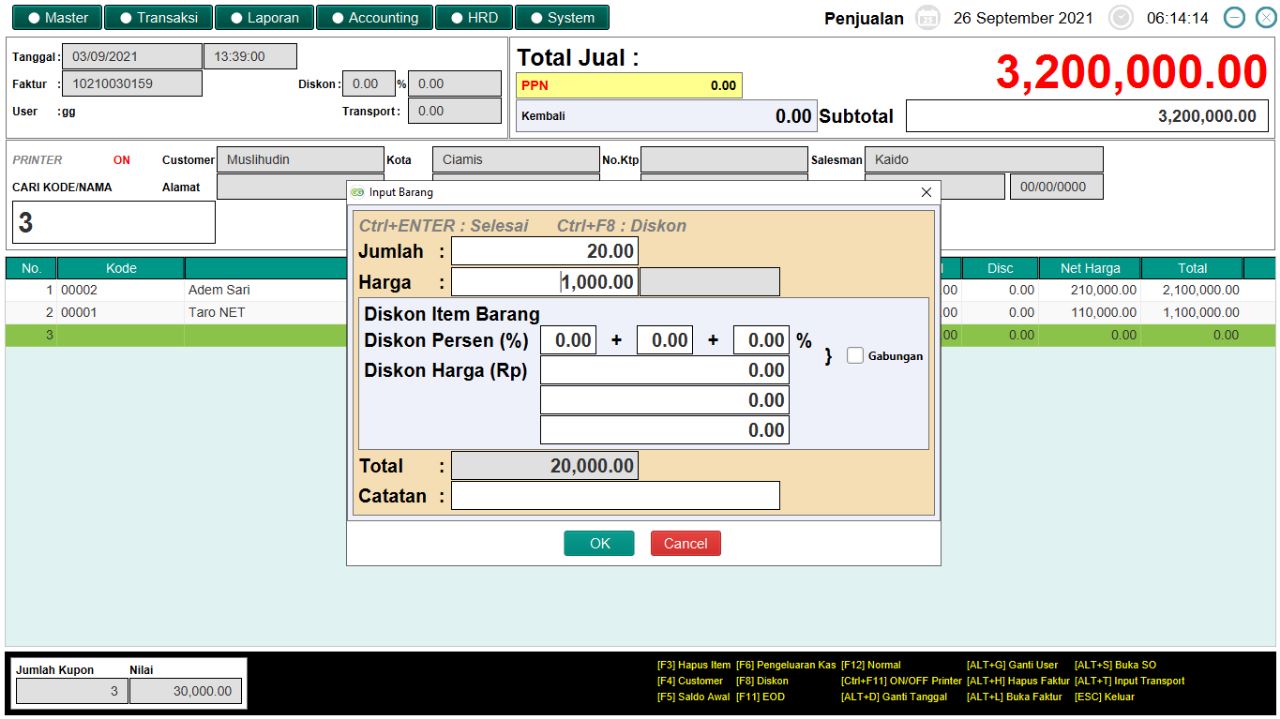 Master Transaksi Laporan Accounting HRD System Penjualan 26 September 2021 06:14:14
Tanggal : 03/09/2021 13:39:00
Faktur : 10210030159 Diskon : 0.00 % 0.00
User :gg Transport : 0.00
Total Jual : 3,200,000.00
PPN 0.00
Kembali 0.00 Subtotal 3,200,000.00
PRINTER ON Customer Muslihudin Kota Ciamis No.Ktp Salesman Kaido
CARI KODE/NAMA Alamat 00/00/0000
3
Input Barang
Ctrl+ENTER : Selesai Ctrl+F8 : Diskon
Jumlah : 20.00
Harga : 1,000.00
Diskon Item Barang
Diskon Persen (%) 0.00 + 0.00 + 0.00 % } Gabungan
Diskon Harga (Rp) 0.00
0.00
0.00
Total : 20,000.00
Catatan :
OK Cancel
No. Kode Disc Net Harga Total
1 00002 Adem Sari 00 0.00 210,000.00 2,100,000.00
2 00001 Taro NET 00 0.00 110,000.00 1,100,000.00
3 00 0.00 0.00 0.00
Jumlah Kupon Nilai
3 30,000.00
[F3] Hapus Item [F6] Pengeluaran Kas [F12] Normal [ALT+G] Ganti User [ALT+S] Buka SO
[F4] Customer [F8] Diskon [Ctrl+F11] ON/OFF Printer [ALT+H] Hapus Faktur [ALT+T] Input Transport
[F5] Saldo Awal [F11] EOD [ALT+D] Ganti Tanggal [ALT+L] Buka Faktur [ESC] Keluar